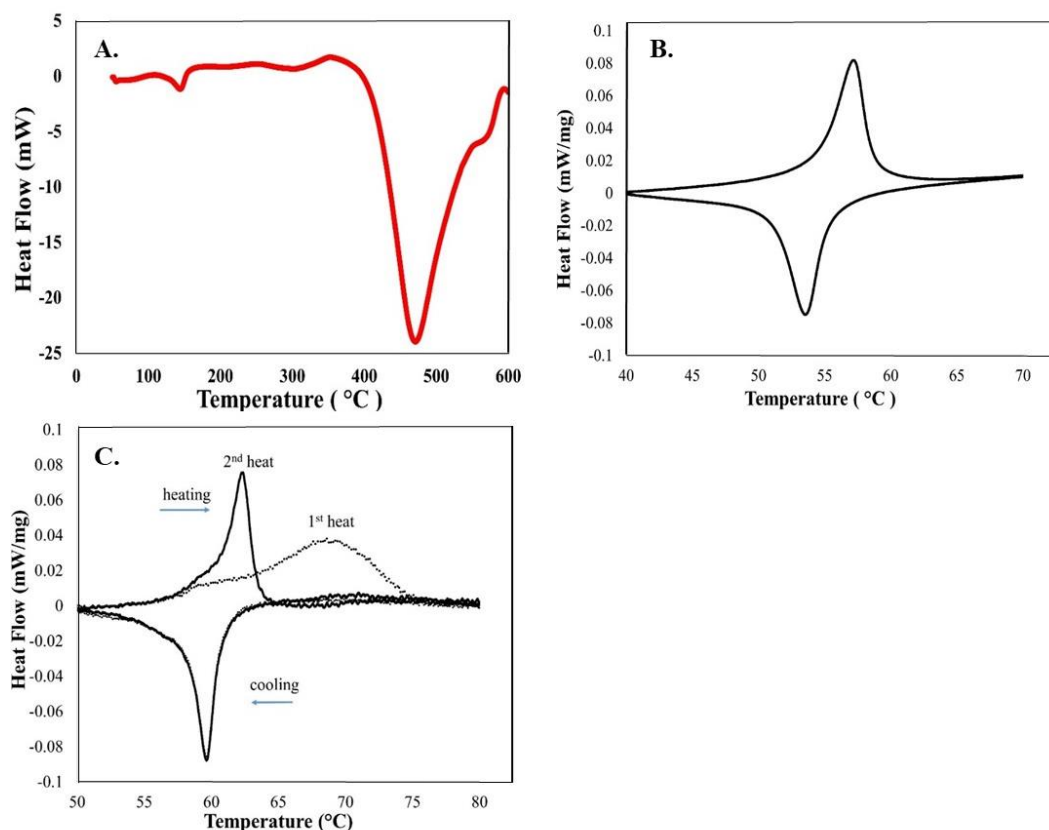 A.
5
0
-5
-10
-15
-20
-25
Heat Flow (mW)
0 100 200 300 400 500 600
Temperature ( °C )
B.
0.1
0.08
0.06
0.04
0.02
0
-0.02
-0.04
-0.06
-0.08
-0.1
Heat Flow (mW/mg)
40 45 50 55 55 65 70
Temperature ( °C )
C.
0.1
0.08
0.06
0.04
0.02
0
-0.02
-0.04
-0.06
-0.08
-0.1
Heat Flow (mW/mg)
2nd heat
heating
1st heat
cooling
50 55 60 65 70 75 80
Temperature (°C)